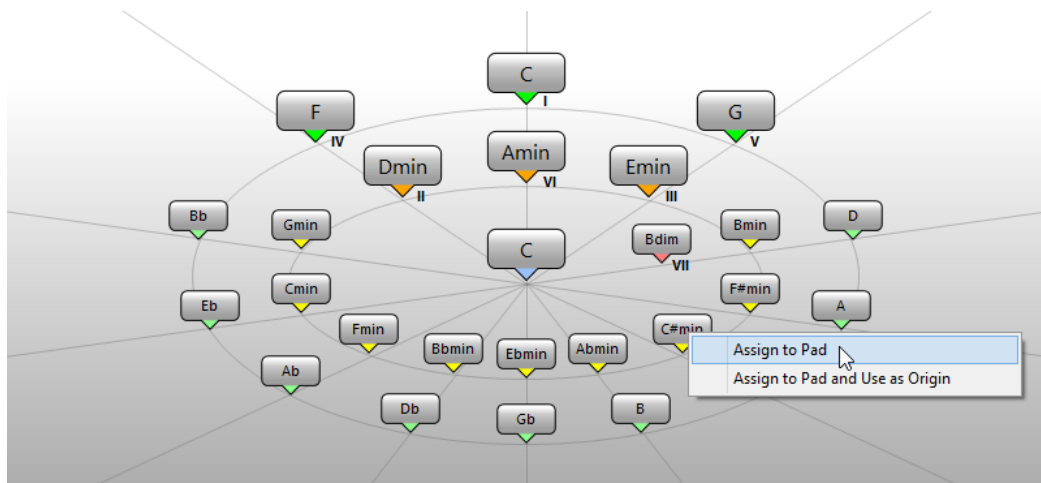 C
I
F
IV
G
V
Amin
VI
Dmin
II
Emin
III
Bb
D
Gmin
Bmin
Bdim
VII
C
Cmin
F#min
Eb
A
Fmin
C#min
Bbmin
Ebmin
Abmin
Assign to Pad
Assign to Pad and Use as Origin
Ab
Db
Gb
B